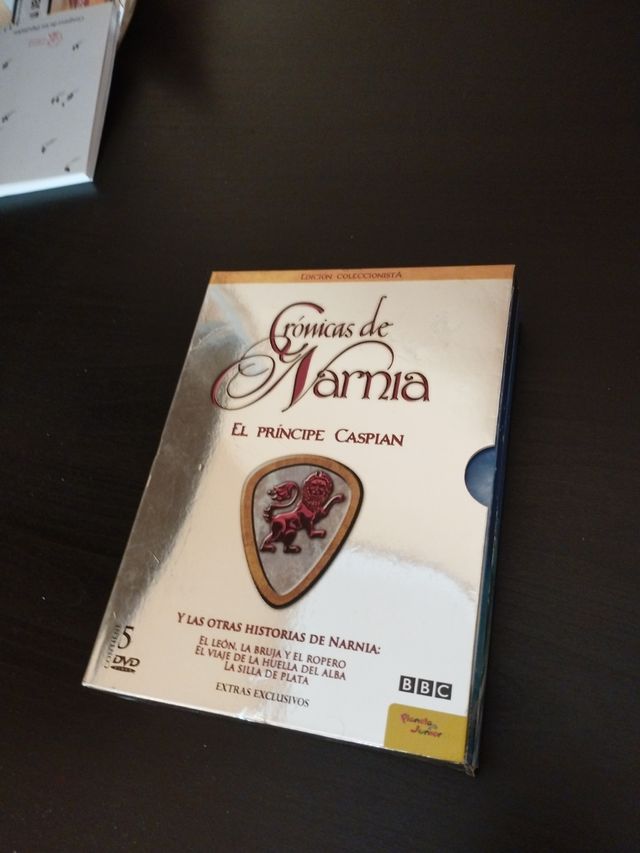 EDICIÓN COLECCIONISTA
Crónicas de
Narnia
EL PRÍNCIPE CASPIAN
Y LAS OTRAS HISTORIAS DE NARNIA:
EL LEÓN, LA BRUJA Y EL ROPERO
EL VIAJE DE LA HUELLA DEL ALBA
LA SILLA DE PLATA
EXTRAS EXCLUSIVOS
CONTIENE 5
DVD
BBC
Planeta
Junior